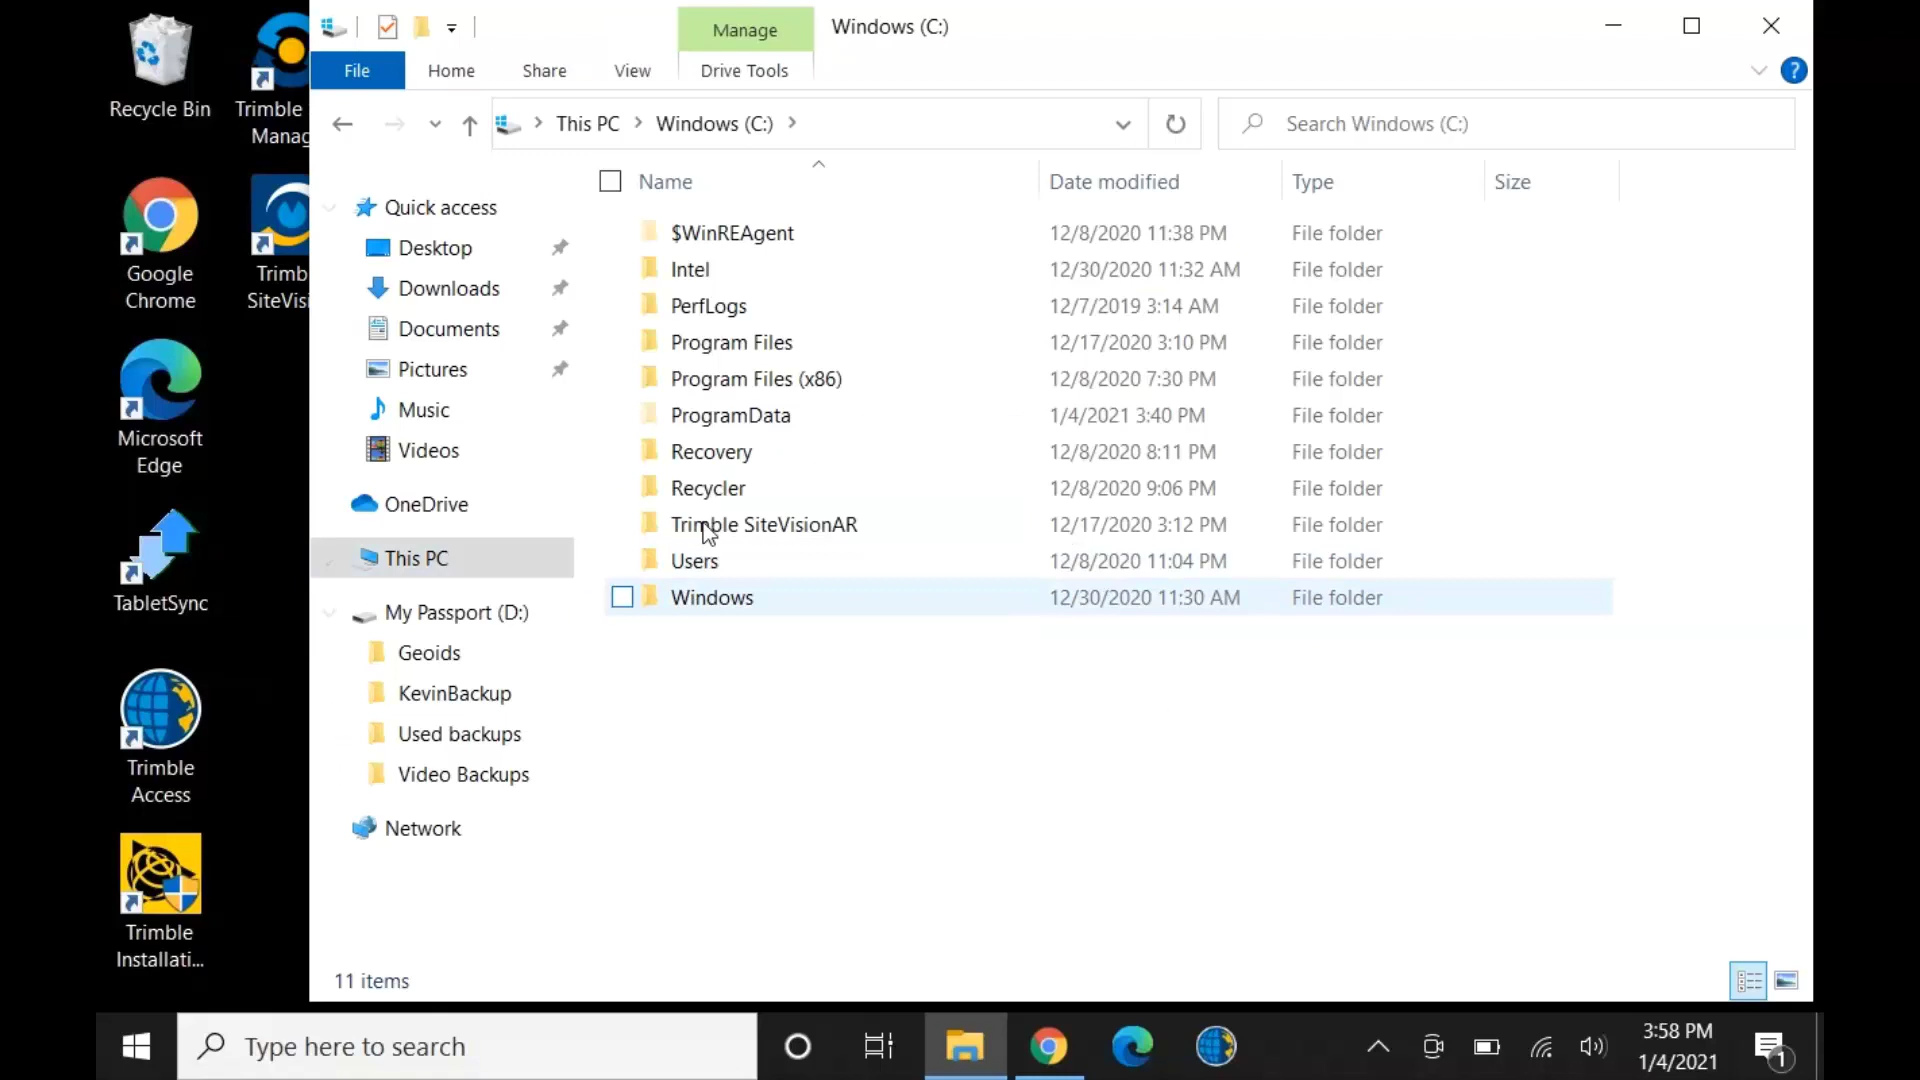 Recycle Bin
Trimble
Manag
Google
Chrome
Trimb
SiteVisi
Microsoft
Edge
TabletSync
Trimble
Access
Trimble
Installati...
Manage
Windows (C:)
File
Home
Share
View
Drive Tools
?
This PC
Windows (C:)
Search Windows (C:)
Name
Date modified
Type
Size
Quick access
Desktop
Downloads
Documents
Pictures
Music
Videos
OneDrive
This PC
My Passport (D:)
Geoids
KevinBackup
Used backups
Video Backups
Network
$WinREAgent 12/8/2020 11:38 PM File folder
Intel 12/30/2020 11:32 AM File folder
PerfLogs 12/7/2019 3:14 AM File folder
Program Files 12/17/2020 3:10 PM File folder
Program Files (x86) 12/8/2020 7:30 PM File folder
ProgramData 1/4/2021 3:40 PM File folder
Recovery 12/8/2020 8:11 PM File folder
Recycler 12/8/2020 9:06 PM File folder
Trimble SiteVisionAR 12/17/2020 3:12 PM File folder
Users 12/8/2020 11:04 PM File folder
Windows 12/30/2020 11:30 AM File folder
11 items
Type here to search
3:58 PM
1/4/2021
1